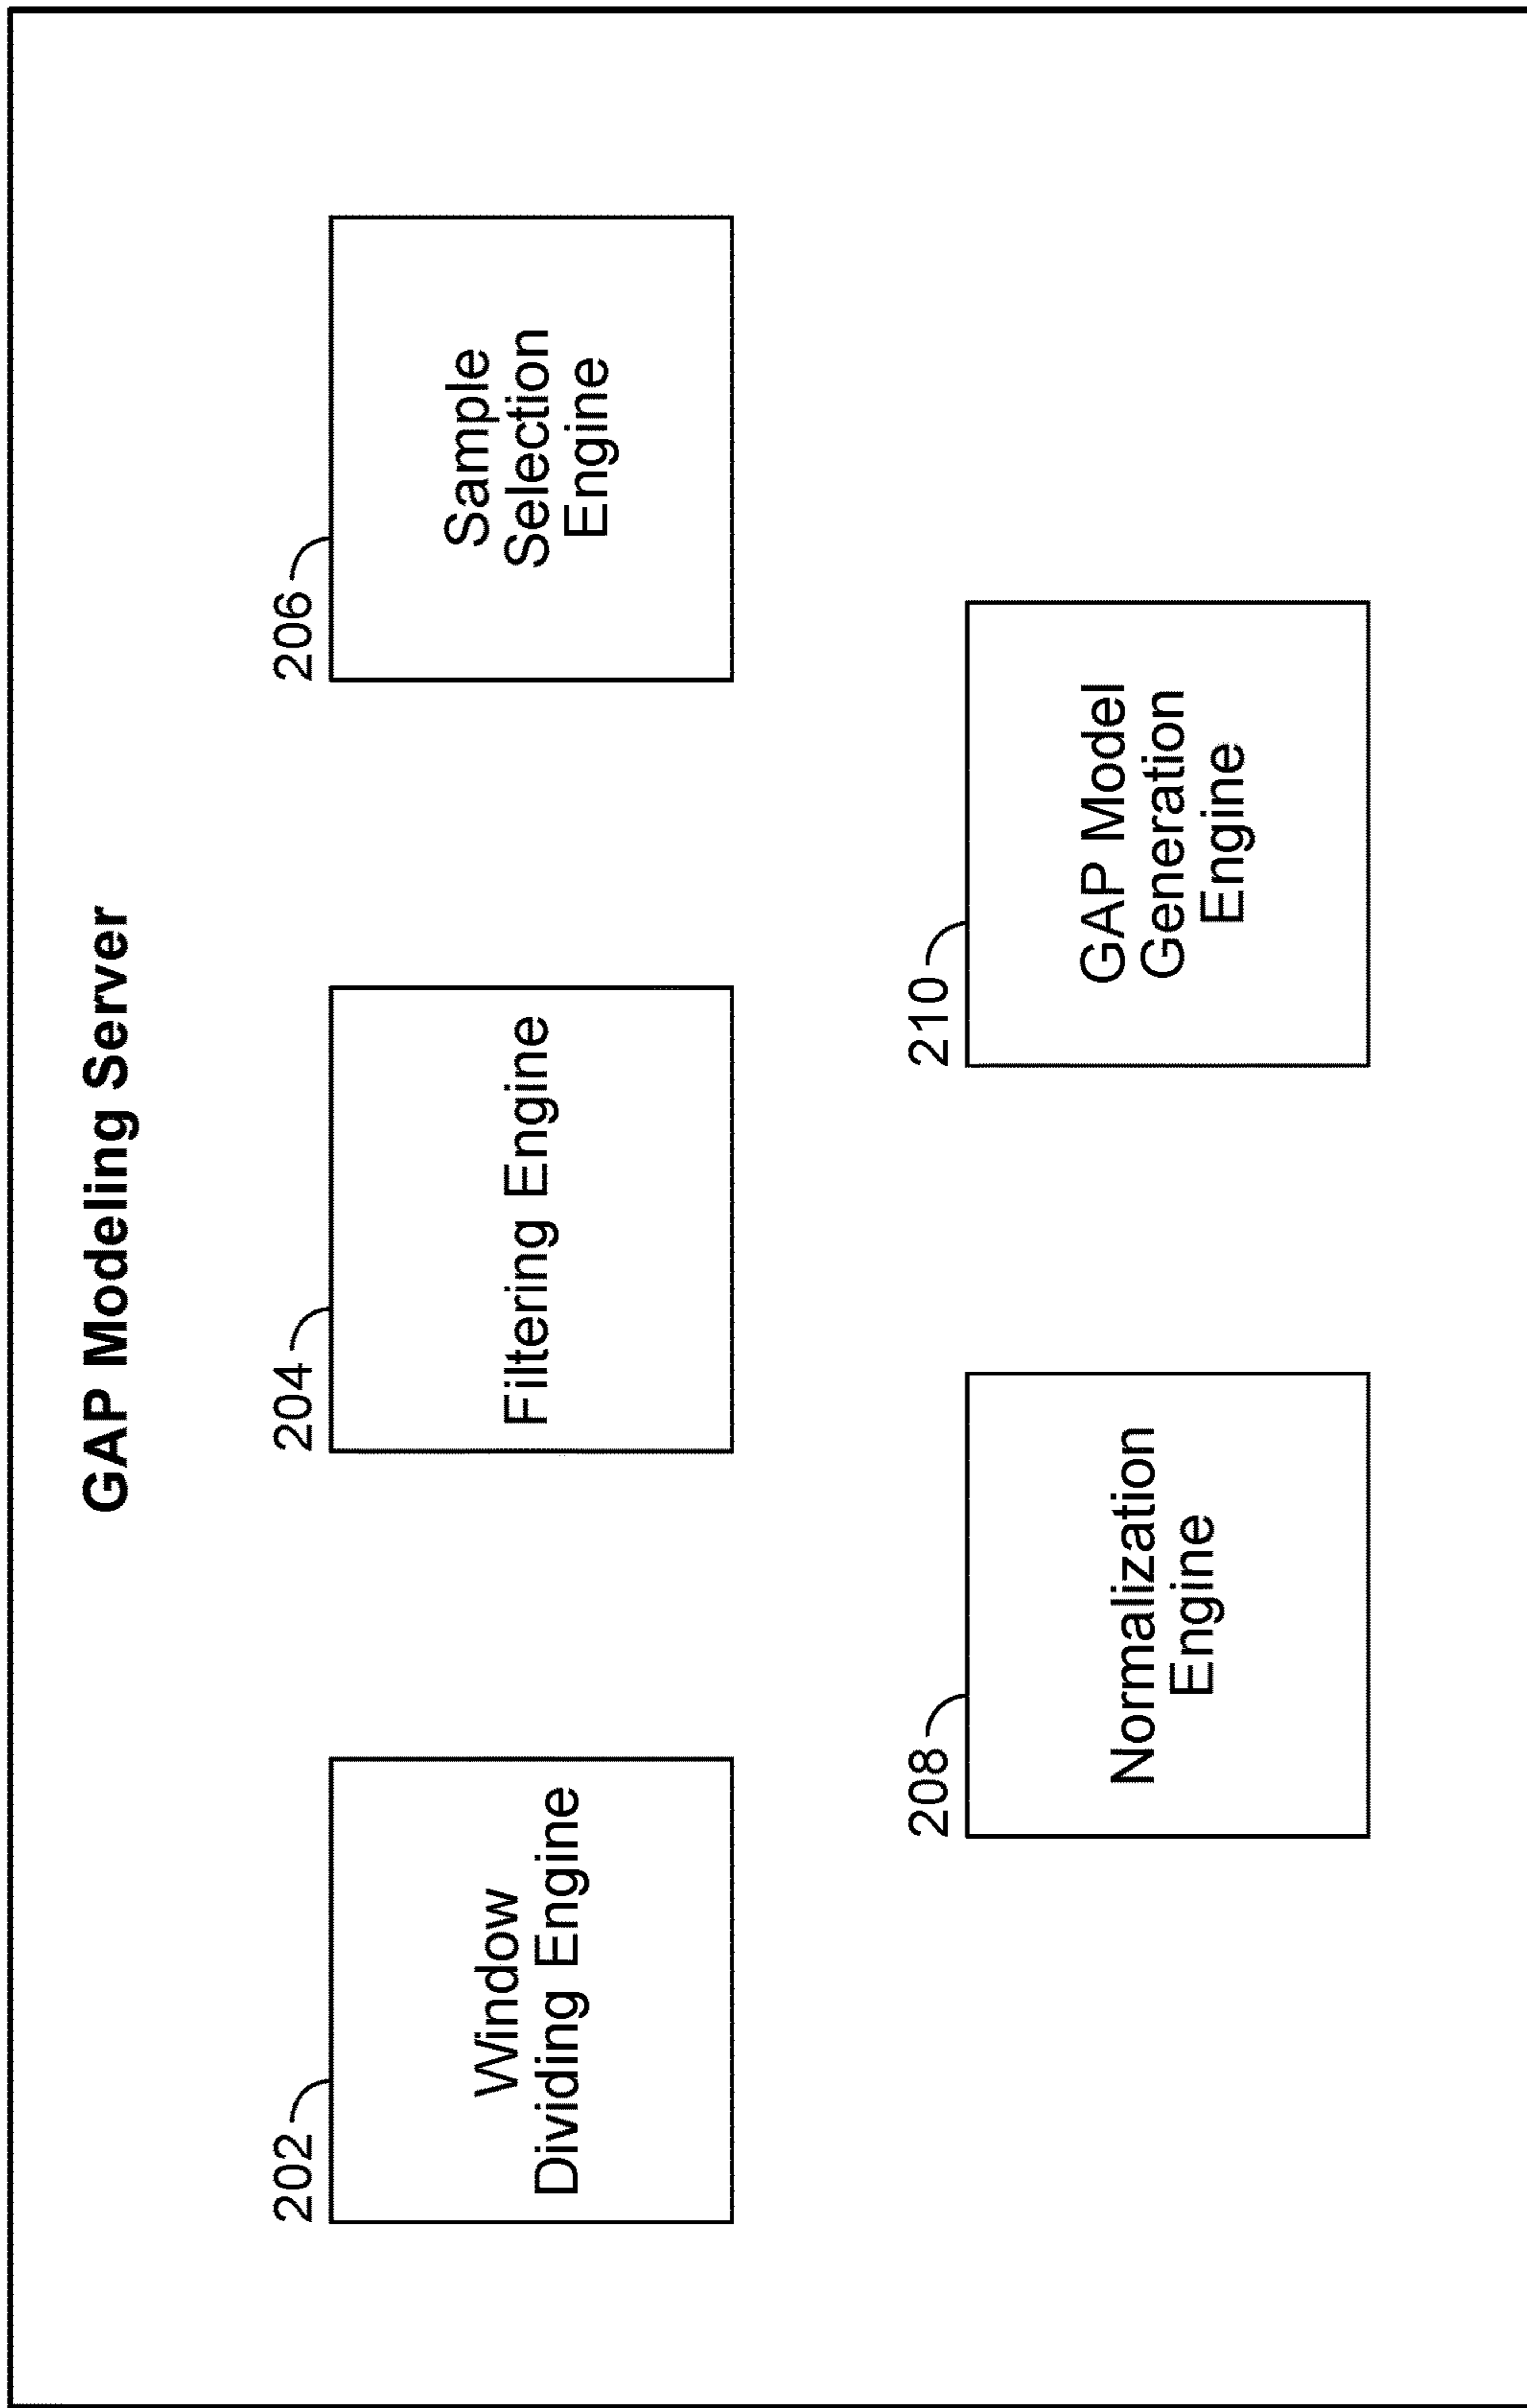 GAP Modeling Server
202
Window
Dividing Engine
204
Filtering Engine
206
Sample
Selection
Engine
208
Normalization
Engine
210
GAP Model
Generation
Engine